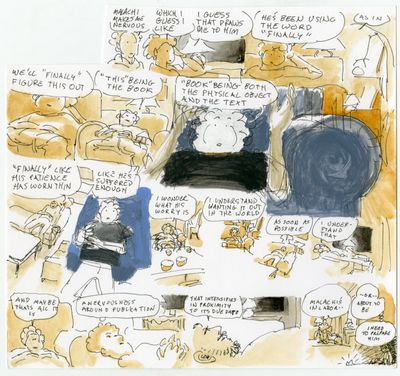 MALACHI
MAKES ME
NERVOUS
WHICH I
GUESS I
LIKE
I GUESS
THAT DRAWS
ME TO HIM
HE'S BEEN USING
THE WORD
"FINALLY"
AS IN
WE'LL "FINALLY"
FIGURE THIS OUT
"THIS" BEING
THE BOOK
"BOOK" BEING BOTH
THE PHYSICAL OBJECT
AND THE TEXT
"FINALLY" LIKE
HIS PATIENCE
HAS WORN THIN
LIKE HE'S
SUFFERED
ENOUGH
I WONDER
WHAT HIS
WORRY IS
I UNDERSTAND
WANTING IT OUT
IN THE WORLD
AS SOON AS
POSSIBLE
I UNDER-
STAND
THAT
AND MAYBE
THAT'S ALL IT
IS
A NERVOUSNESS
AROUND PUBLICATION
THAT INTENSIFIED
IN PROXIMITY
TO ITS DUE DATE
MALACHI'S
IN LABOR—
—OR—
ABOUT TO
BE
I NEED
TO PREPARE
HIM